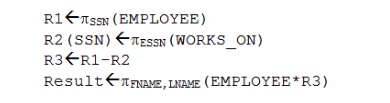 R1←πSSN(EMPLOYEE)
R2(SSN)←πESSN(WORKS_ON)
R3←R1-R2
Result←πFNAME,LNAME(EMPLOYEE*R3)